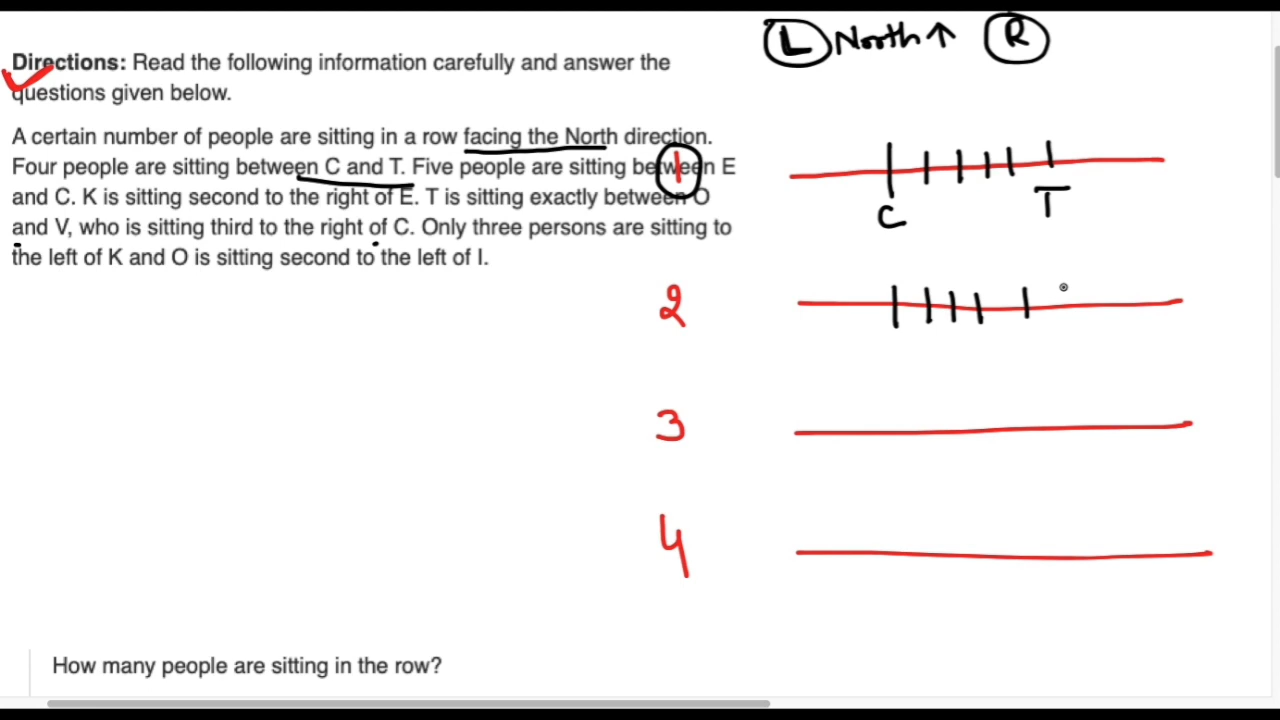 L North ↑ R
Directions: Read the following information carefully and answer the
questions given below.
A certain number of people are sitting in a row facing the North direction.
Four people are sitting between C and T. Five people are sitting between E
and C. K is sitting second to the right of E. T is sitting exactly between O
and V, who is sitting third to the right of C. Only three persons are sitting to
the left of K and O is sitting second to the left of I.
1
C T
2
3
4
How many people are sitting in the row?